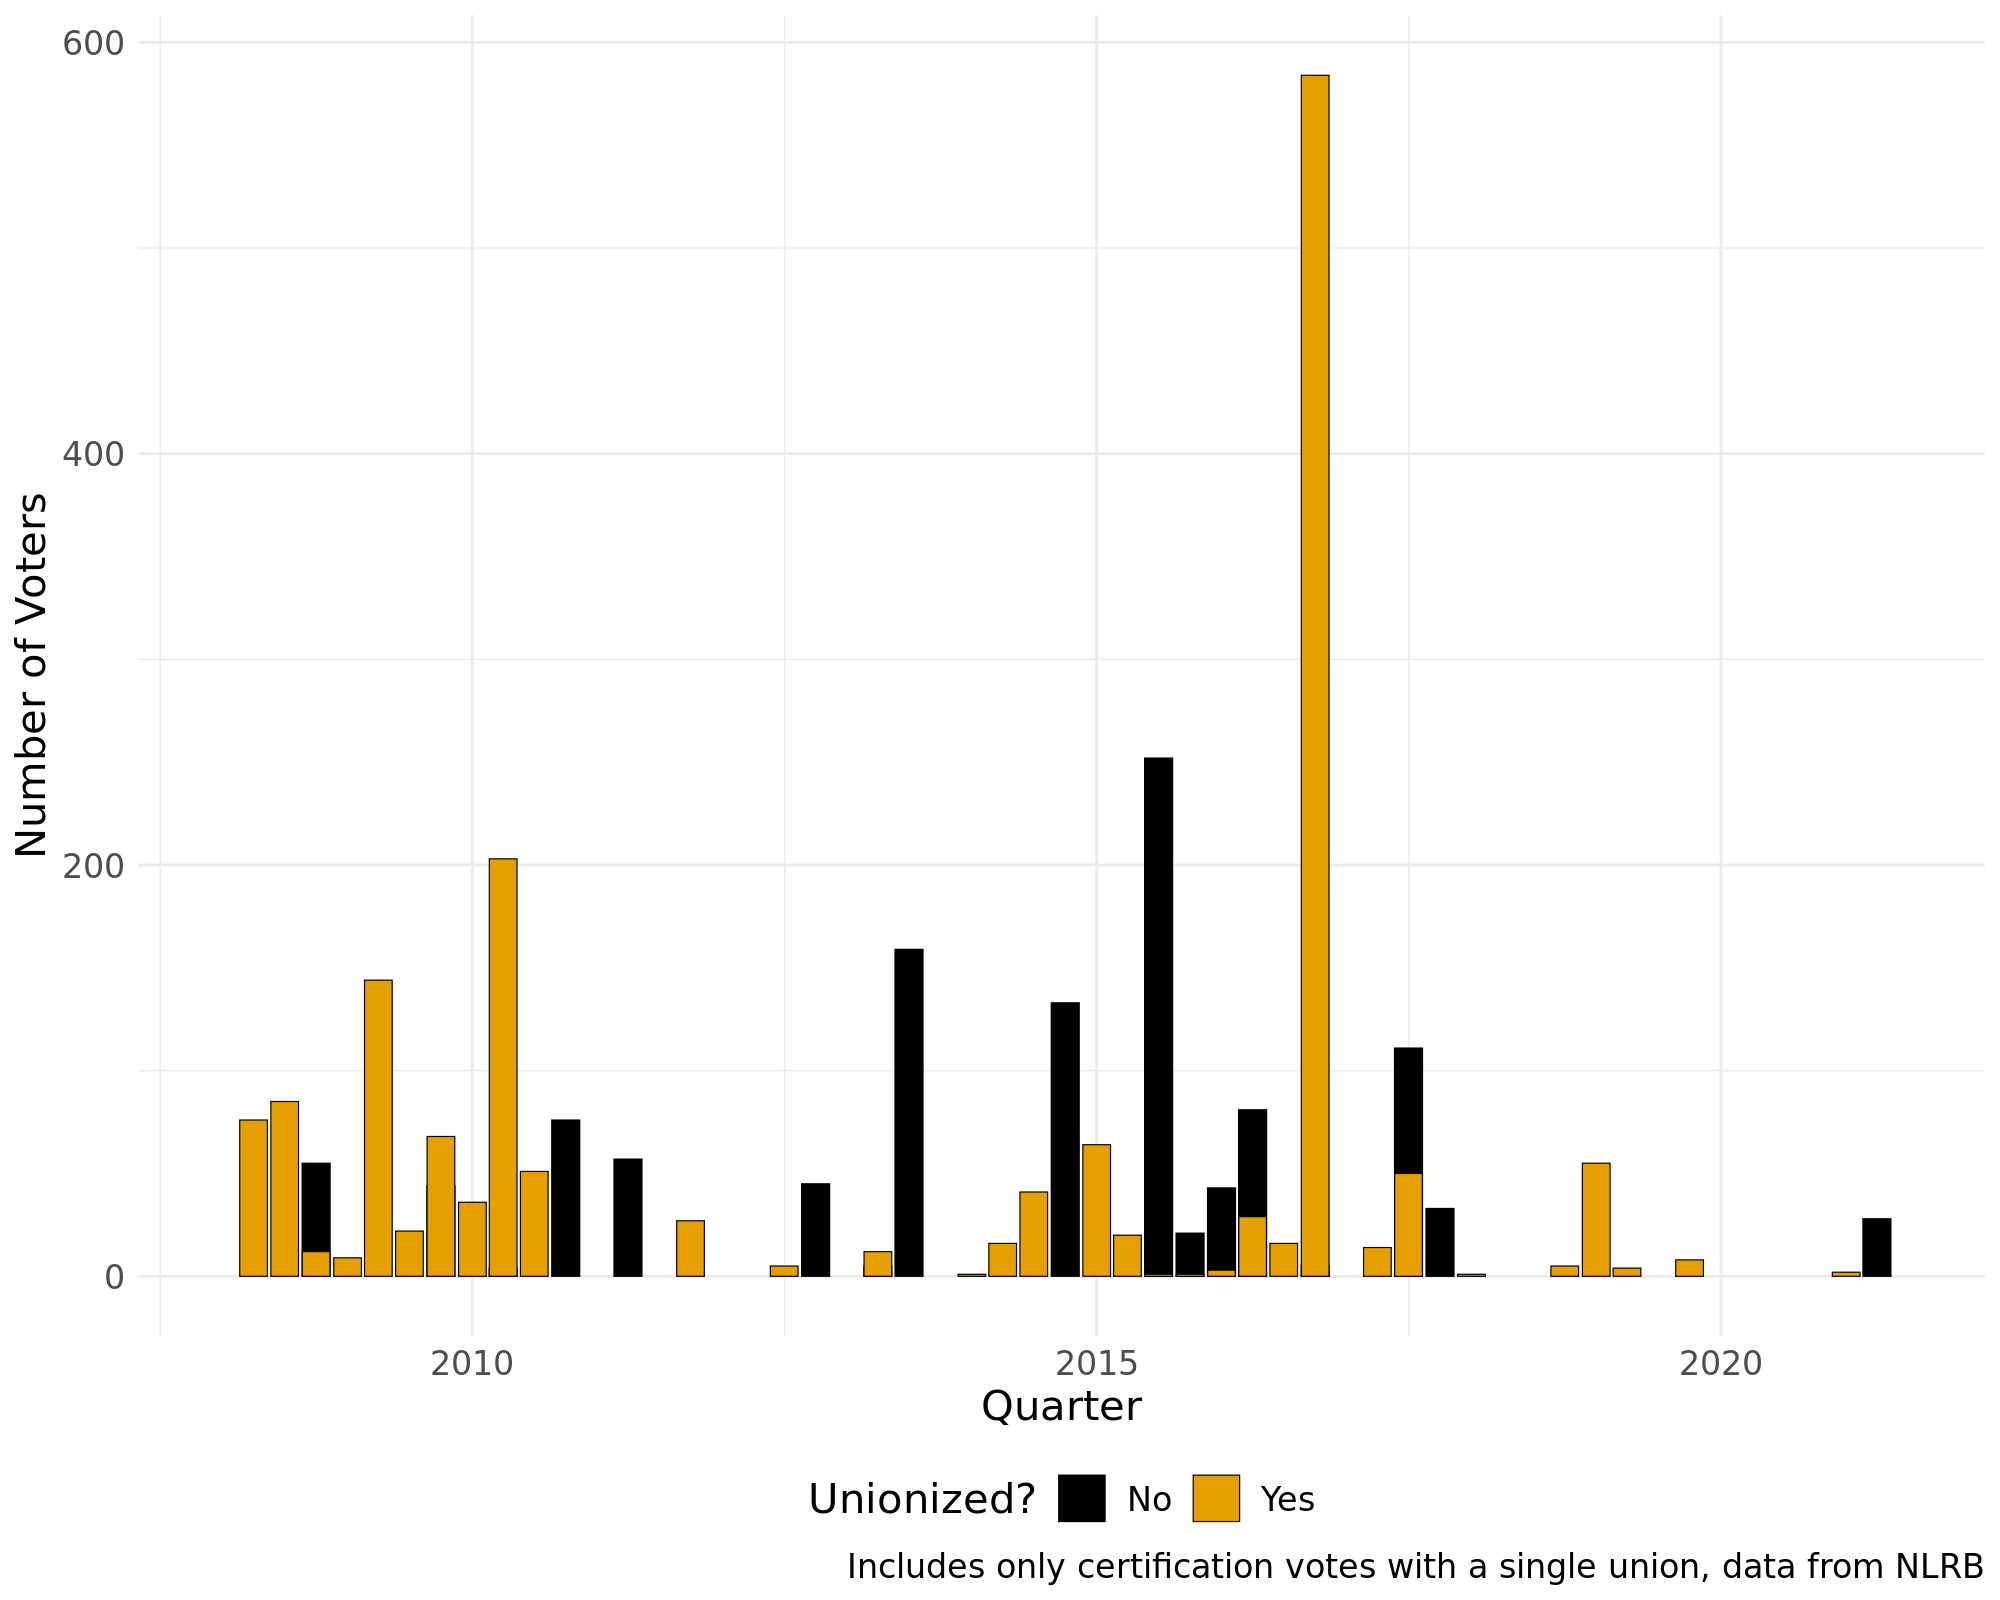 600
400
200
0
Number of Voters
2010 2015 2020
Quarter
Unionized? No Yes
Includes only certification votes with a single union, data from NLRB